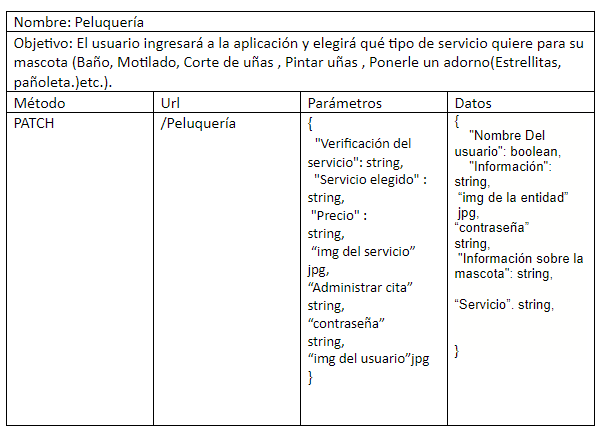 Nombre: Peluquería
Objetivo: El usuario ingresará a la aplicación y elegirá qué tipo de servicio quiere para su
mascota (Baño, Motilado, Corte de uñas , Pintar uñas , Ponerle un adorno(Estrellitas,
pañoleta.)etc.).
Método
Url
Parámetros
Datos
PATCH
/Peluquería
{
"Verificación del
servicio": string,
"Servicio elegido" :
string,
"Precio" :
string,
“img del servicio”
jpg,
“Administrar cita”
string,
“contraseña”
string,
“img del usuario”jpg
}
{
"Nombre Del
usuario": boolean,
"Información":
string,
“img de la entidad”
jpg,
“contraseña”
string,
"Información sobre la
mascota": string,
“Servicio”. string,
}